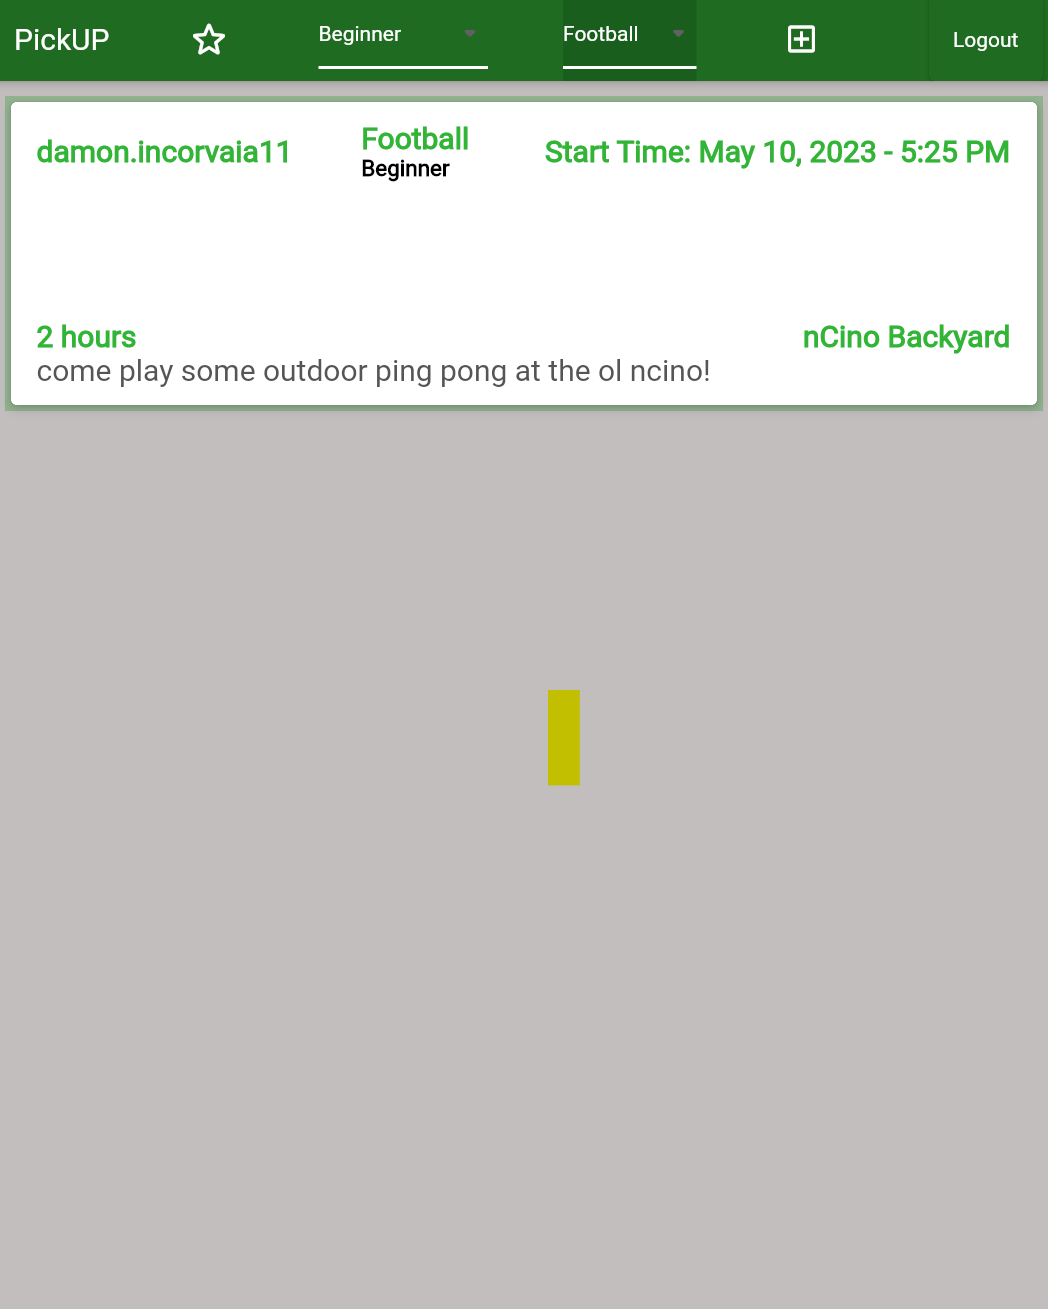 PickUP Beginner Football Logout
damon.incorvaia11 Football Start Time: May 10, 2023 - 5:25 PM
Beginner
2 hours nCino Backyard
come play some outdoor ping pong at the ol ncino!